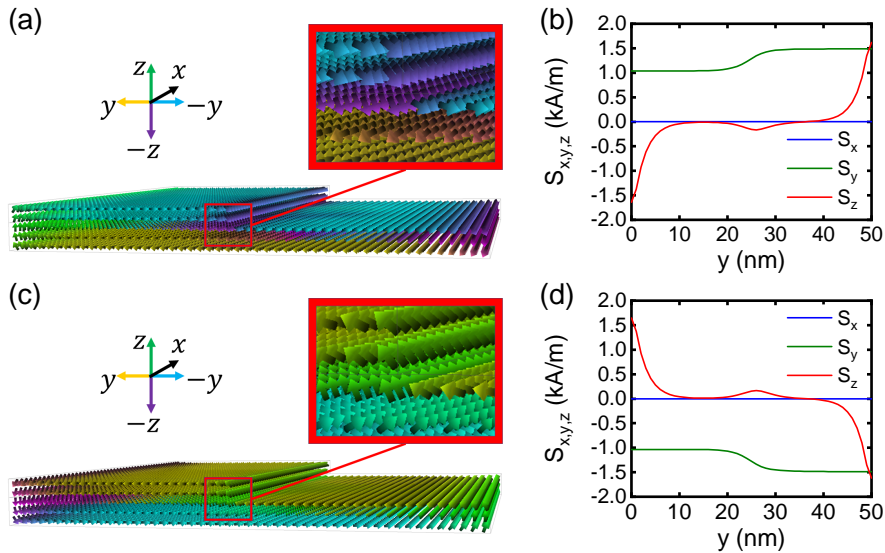 (a)
z
x
y
−y
−z
(b)
S_{x,y,z} (kA/m)
2.0
1.5
1.0
0.5
0.0
-0.5
-1.0
-1.5
-2.0
S_x
S_y
S_z
0 10 20 30 40 50
y (nm)
(c)
z
x
y
−y
−z
(d)
S_{x,y,z} (kA/m)
2.0
1.5
1.0
0.5
0.0
-0.5
-1.0
-1.5
-2.0
S_x
S_y
S_z
0 10 20 30 40 50
y (nm)